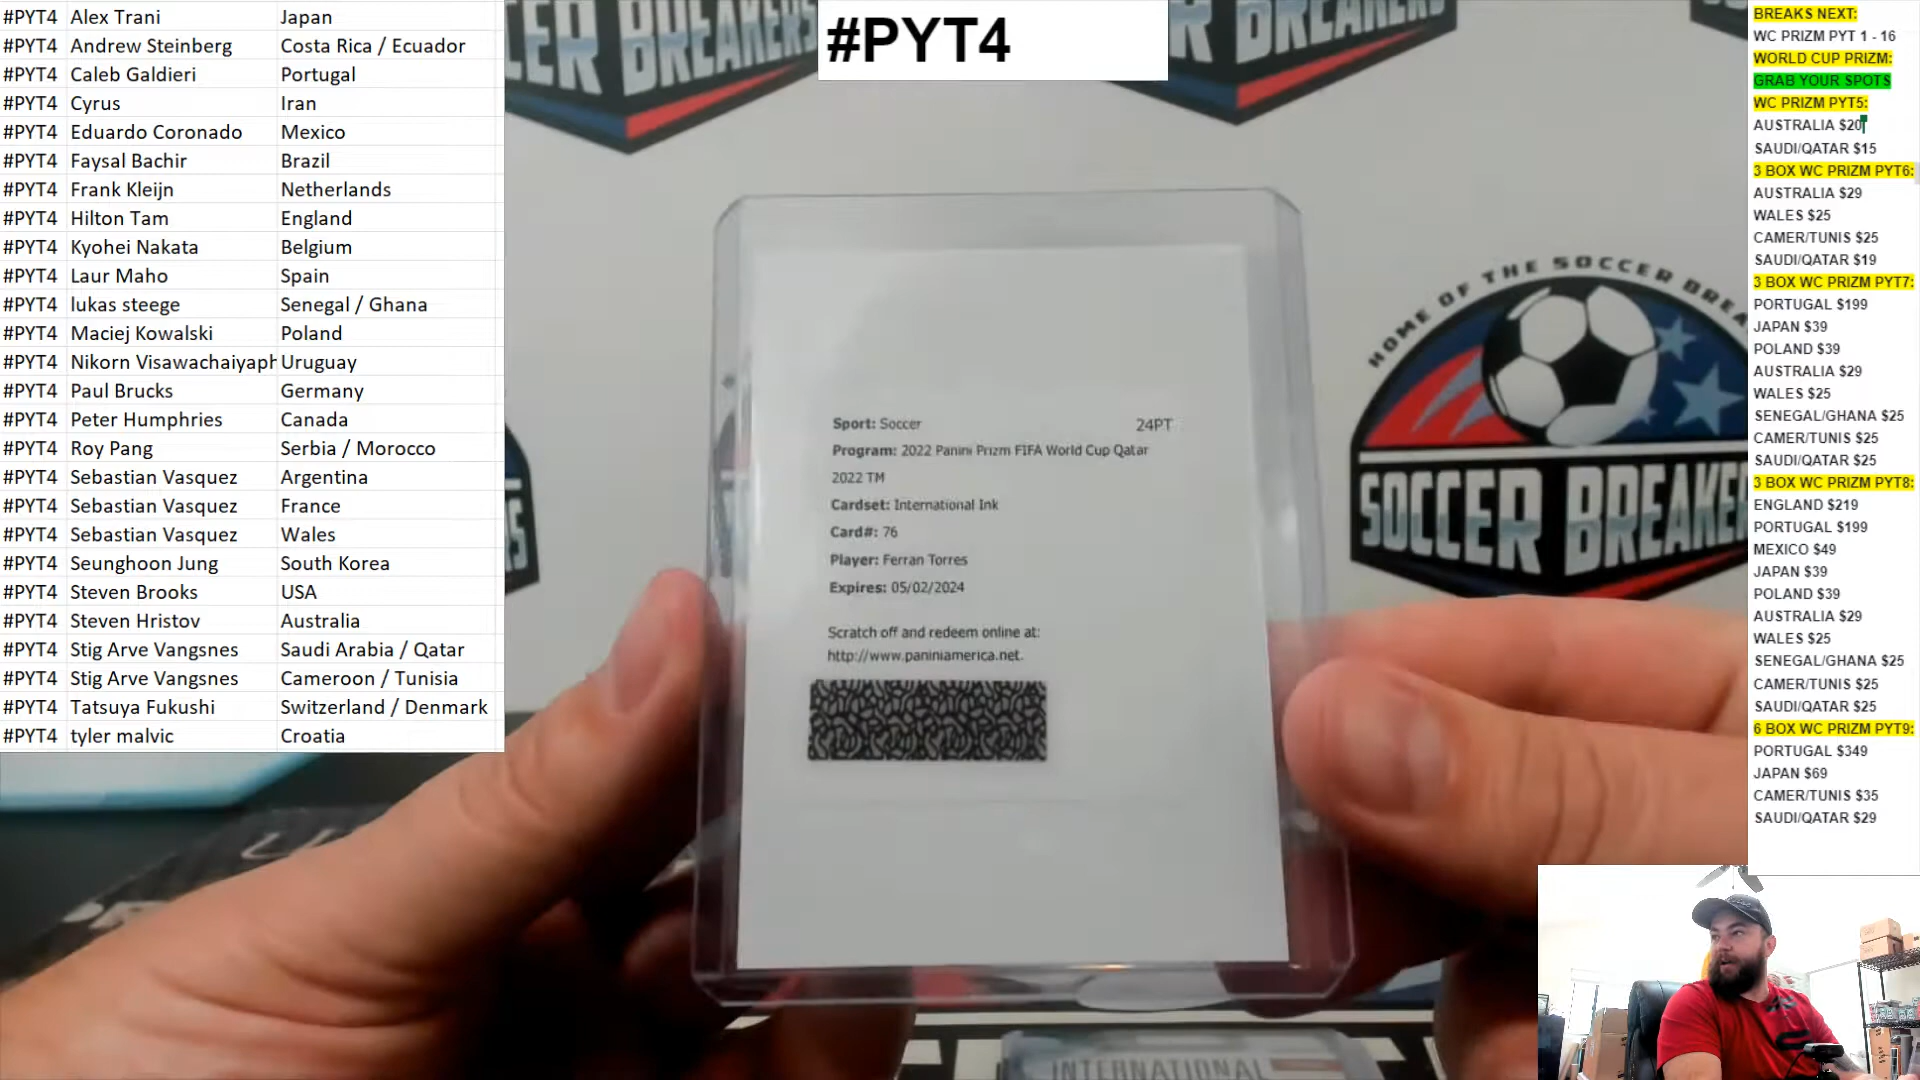 #PYT4 Alex Trani Japan
#PYT4 Andrew Steinberg Costa Rica / Ecuador
#PYT4 Caleb Galdieri Portugal
#PYT4 Cyrus Iran
#PYT4 Eduardo Coronado Mexico
#PYT4 Faysal Bachir Brazil
#PYT4 Frank Kleijn Netherlands
#PYT4 Hilton Tam England
#PYT4 Kyohei Nakata Belgium
#PYT4 Laur Maho Spain
#PYT4 lukas steege Senegal / Ghana
#PYT4 Maciej Kowalski Poland
#PYT4 Nikorn Visawachaiyaph Uruguay
#PYT4 Paul Brucks Germany
#PYT4 Peter Humphries Canada
#PYT4 Roy Pang Serbia / Morocco
#PYT4 Sebastian Vasquez Argentina
#PYT4 Sebastian Vasquez France
#PYT4 Sebastian Vasquez Wales
#PYT4 Seunghoon Jung South Korea
#PYT4 Steven Brooks USA
#PYT4 Steven Hristov Australia
#PYT4 Stig Arve Vangsnes Saudi Arabia / Qatar
#PYT4 Stig Arve Vangsnes Cameroon / Tunisia
#PYT4 Tatsuya Fukushi Switzerland / Denmark
#PYT4 tyler malvic Croatia
#PYT4
CER BREAKERS
R BREAKERS
HOME OF THE SOCCER BREA
SOCCER BREAKER
Sport: Soccer 24PT
Program: 2022 Panini Prizm FIFA World Cup Qatar
2022 TM
Cardset: International Ink
Card#: 76
Player: Ferran Torres
Expires: 05/02/2024
Scratch off and redeem online at:
http://www.paniniamerica.net.
INTERNATIONAL
BREAKS NEXT:
WC PRIZM PYT 1 - 16
WORLD CUP PRIZM:
GRAB YOUR SPOTS
WC PRIZM PYT5:
AUSTRALIA $20
SAUDI/QATAR $15
3 BOX WC PRIZM PYT6:
AUSTRALIA $29
WALES $25
CAMER/TUNIS $25
SAUDI/QATAR $19
3 BOX WC PRIZM PYT7:
PORTUGAL $199
JAPAN $39
POLAND $39
AUSTRALIA $29
WALES $25
SENEGAL/GHANA $25
CAMER/TUNIS $25
SAUDI/QATAR $25
3 BOX WC PRIZM PYT8:
ENGLAND $219
PORTUGAL $199
MEXICO $49
JAPAN $39
POLAND $39
AUSTRALIA $29
WALES $25
SENEGAL/GHANA $25
CAMER/TUNIS $25
SAUDI/QATAR $25
6 BOX WC PRIZM PYT9:
PORTUGAL $349
JAPAN $69
CAMER/TUNIS $35
SAUDI/QATAR $29